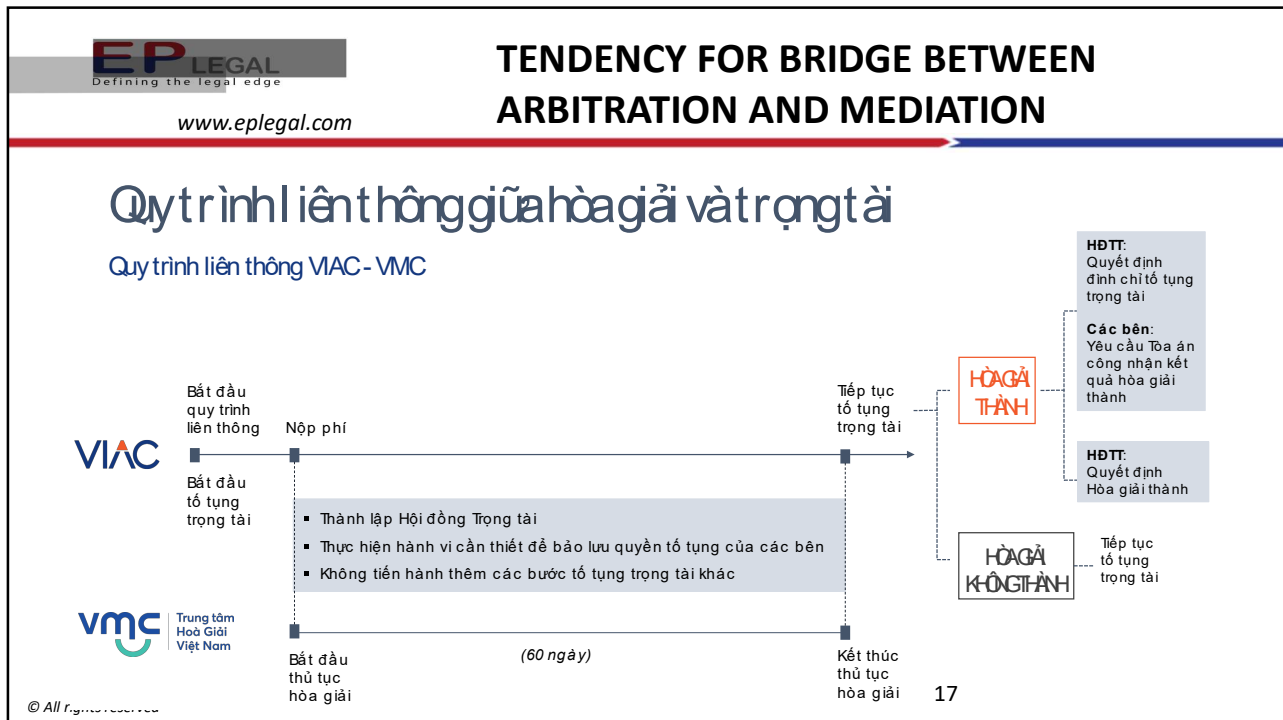 EP LEGAL
Defining the legal edge
www.eplegal.com
TENDENCY FOR BRIDGE BETWEEN
ARBITRATION AND MEDIATION
Quy trình liên thông giữa hòa giải và trọng tài
Quy trình liên thông VIAC - VMC
HĐTT:
Quyết định
đình chỉ tố tụng
trọng tài
Các bên:
Yêu cầu Tòa án
công nhận kết
quả hòa giải
thành
HÒA GIẢI
THÀNH
Bắt đầu
quy trình
liên thông
Nộp phí
Tiếp tục
tố tụng
trọng tài
VIAC
Bắt đầu
tố tụng
trọng tài
HĐTT:
Quyết định
Hòa giải thành
▪ Thành lập Hội đồng Trọng tài
▪ Thực hiện hành vi cần thiết để bảo lưu quyền tố tụng của các bên
▪ Không tiến hành thêm các bước tố tụng trọng tài khác
HÒA GIẢI
KHÔNG THÀNH
Tiếp tục
tố tụng
trọng tài
vmc
Trung tâm
Hoà Giải
Việt Nam
Bắt đầu
thủ tục
hòa giải
(60 ngày)
Kết thúc
thủ tục
hòa giải
17
© All rights reserved